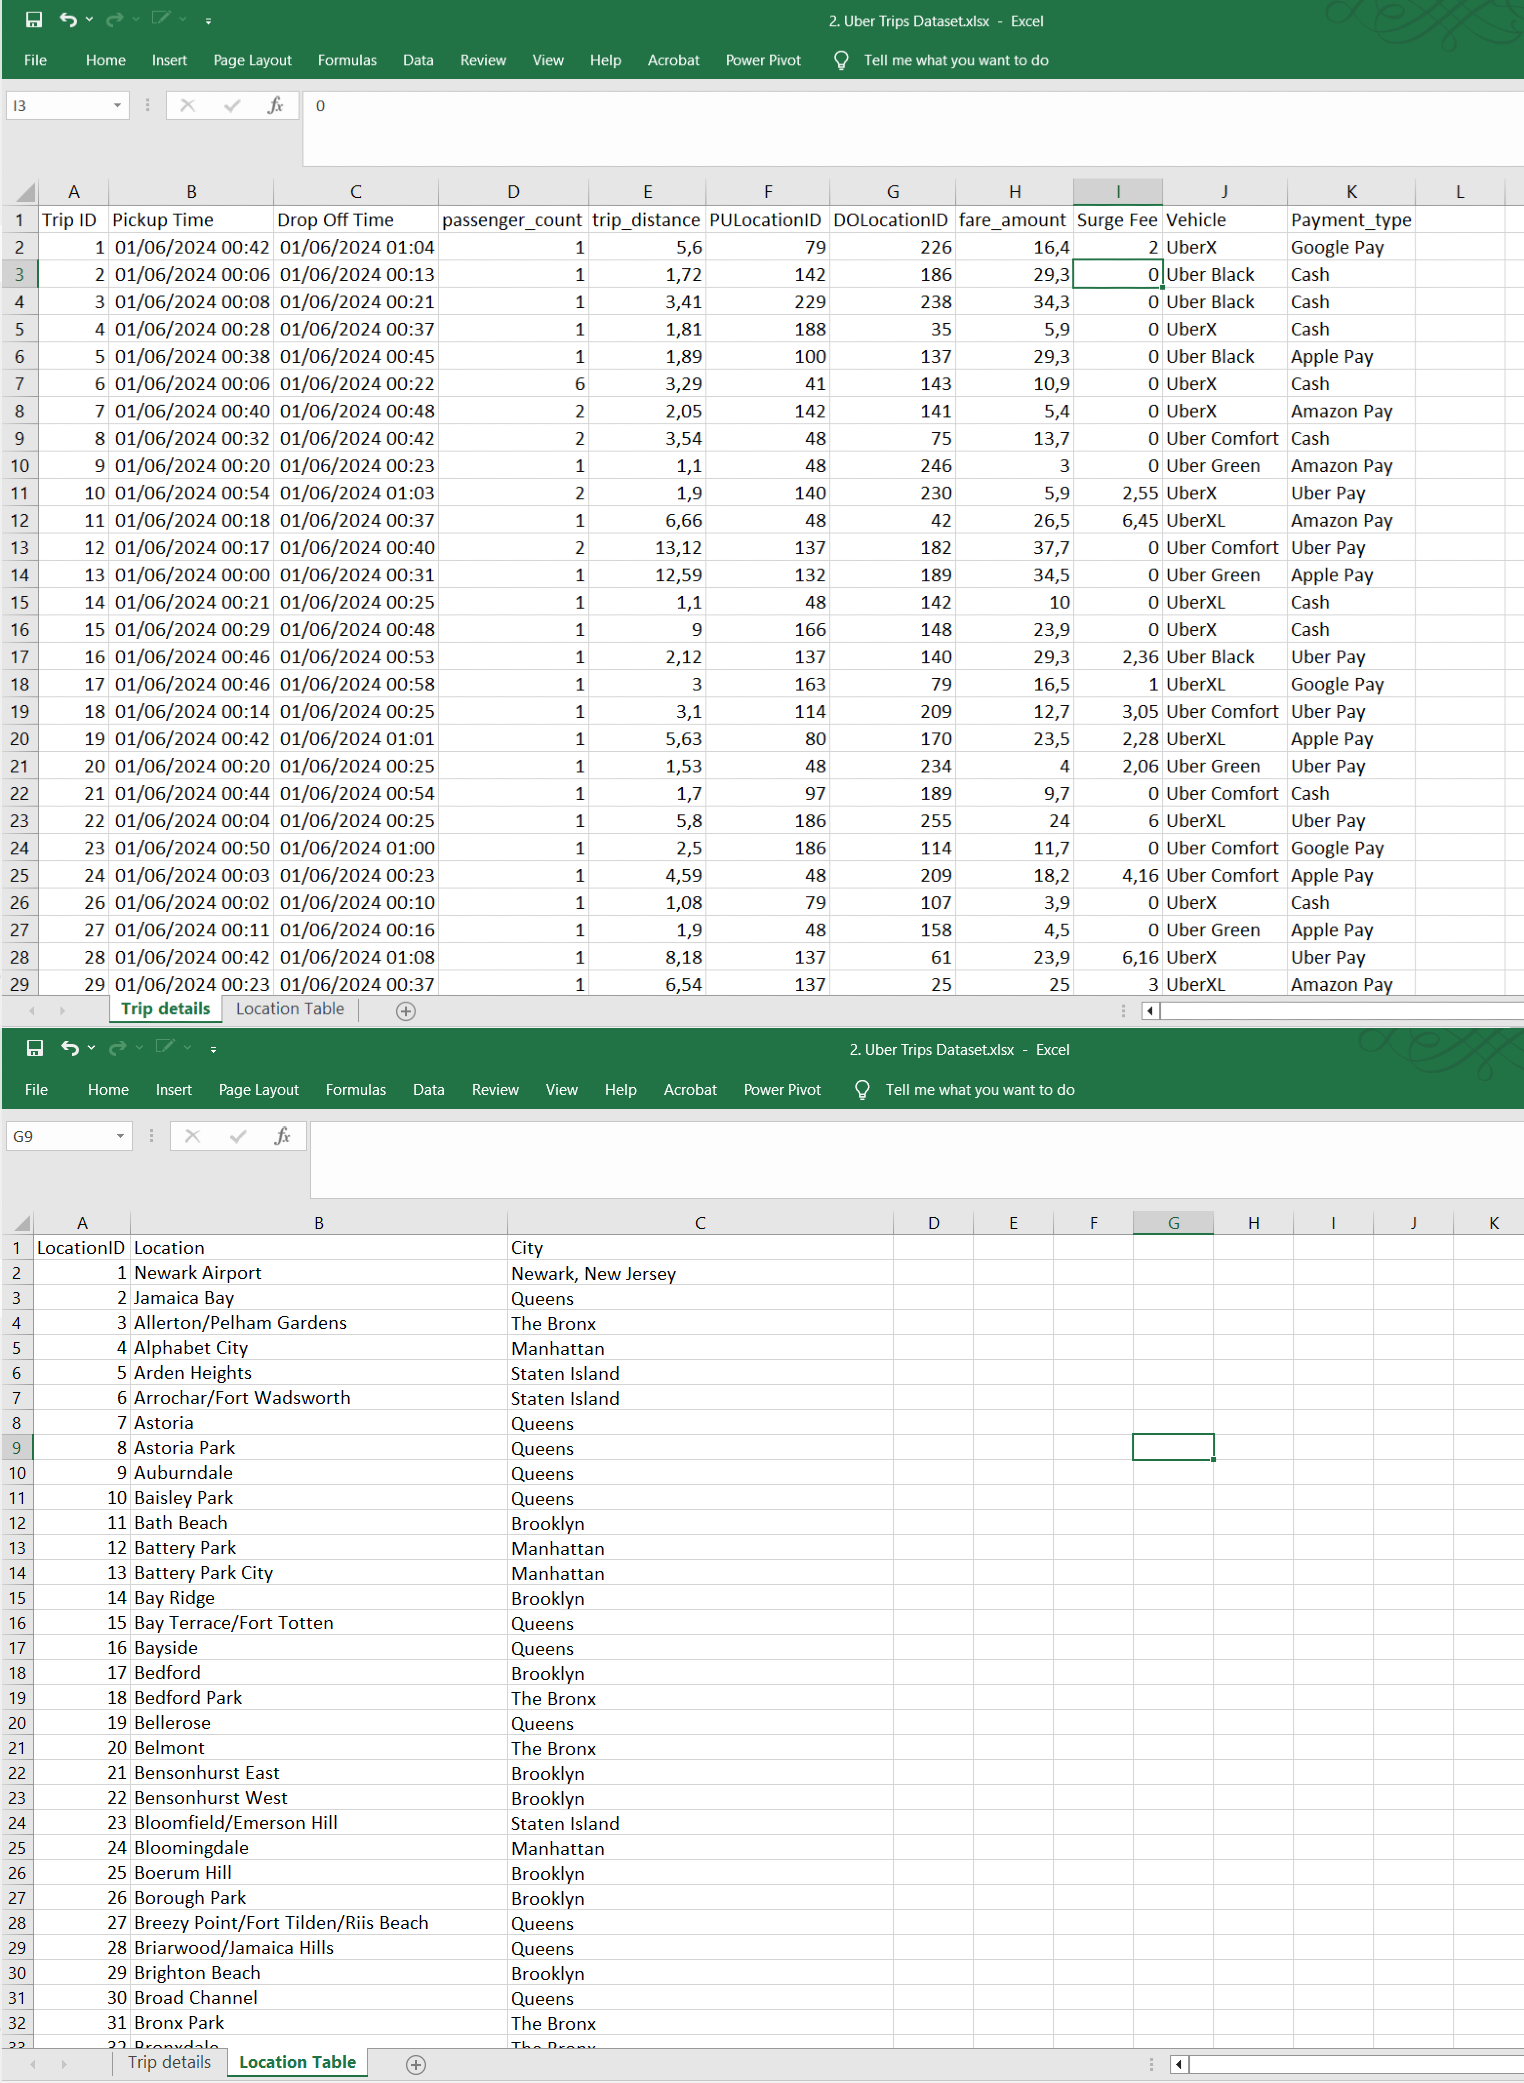 2. Uber Trips Dataset.xlsx - Excel
File Home Insert Page Layout Formulas Data Review View Help Acrobat Power Pivot Tell me what you want to do
I3 fx 0
A B C D E F G H I J K L
1 Trip ID Pickup Time Drop Off Time passenger_count trip_distance PULocationID DOLocationID fare_amount Surge Fee Vehicle Payment_type
2 1 01/06/2024 00:42 01/06/2024 01:04 1 5,6 79 226 16,4 2 UberX Google Pay
3 2 01/06/2024 00:06 01/06/2024 00:13 1 1,72 142 186 29,3 0 Uber Black Cash
4 3 01/06/2024 00:08 01/06/2024 00:21 1 3,41 229 238 34,3 0 Uber Black Cash
5 4 01/06/2024 00:28 01/06/2024 00:37 1 1,81 188 35 5,9 0 UberX Cash
6 5 01/06/2024 00:38 01/06/2024 00:45 1 1,89 100 137 29,3 0 Uber Black Apple Pay
7 6 01/06/2024 00:06 01/06/2024 00:22 6 3,29 41 143 10,9 0 UberX Cash
8 7 01/06/2024 00:40 01/06/2024 00:48 2 2,05 142 141 5,4 0 UberX Amazon Pay
9 8 01/06/2024 00:32 01/06/2024 00:42 2 3,54 48 75 13,7 0 Uber Comfort Cash
10 9 01/06/2024 00:20 01/06/2024 00:23 1 1,1 48 246 3 0 Uber Green Amazon Pay
11 10 01/06/2024 00:54 01/06/2024 01:03 2 1,9 140 230 5,9 2,55 UberX Uber Pay
12 11 01/06/2024 00:18 01/06/2024 00:37 1 6,66 48 42 26,5 6,45 UberXL Amazon Pay
13 12 01/06/2024 00:17 01/06/2024 00:40 2 13,12 137 182 37,7 0 Uber Comfort Uber Pay
14 13 01/06/2024 00:00 01/06/2024 00:31 1 12,59 132 189 34,5 0 Uber Green Apple Pay
15 14 01/06/2024 00:21 01/06/2024 00:25 1 1,1 48 142 10 0 UberXL Cash
16 15 01/06/2024 00:29 01/06/2024 00:48 1 9 166 148 23,9 0 UberX Cash
17 16 01/06/2024 00:46 01/06/2024 00:53 1 2,12 137 140 29,3 2,36 Uber Black Uber Pay
18 17 01/06/2024 00:46 01/06/2024 00:58 1 3 163 79 16,5 1 UberXL Google Pay
19 18 01/06/2024 00:14 01/06/2024 00:25 1 3,1 114 209 12,7 3,05 Uber Comfort Uber Pay
20 19 01/06/2024 00:42 01/06/2024 01:01 1 5,63 80 170 23,5 2,28 UberXL Apple Pay
21 20 01/06/2024 00:20 01/06/2024 00:25 1 1,53 48 234 4 2,06 Uber Green Uber Pay
22 21 01/06/2024 00:44 01/06/2024 00:54 1 1,7 97 189 9,7 0 Uber Comfort Cash
23 22 01/06/2024 00:04 01/06/2024 00:25 1 5,8 186 255 24 6 UberXL Uber Pay
24 23 01/06/2024 00:50 01/06/2024 01:00 1 2,5 186 114 11,7 0 Uber Comfort Google Pay
25 24 01/06/2024 00:03 01/06/2024 00:23 1 4,59 48 209 18,2 4,16 Uber Comfort Apple Pay
26 26 01/06/2024 00:02 01/06/2024 00:10 1 1,08 79 107 3,9 0 UberX Cash
27 27 01/06/2024 00:11 01/06/2024 00:16 1 1,9 48 158 4,5 0 Uber Green Apple Pay
28 28 01/06/2024 00:42 01/06/2024 01:08 1 8,18 137 61 23,9 6,16 UberX Uber Pay
29 29 01/06/2024 00:23 01/06/2024 00:37 1 6,54 137 25 25 3 UberXL Amazon Pay
Trip details Location Table
2. Uber Trips Dataset.xlsx - Excel
File Home Insert Page Layout Formulas Data Review View Help Acrobat Power Pivot Tell me what you want to do
G9 fx
A B C D E F G H I J K
1 LocationID Location City
2 1 Newark Airport Newark, New Jersey
3 2 Jamaica Bay Queens
4 3 Allerton/Pelham Gardens The Bronx
5 4 Alphabet City Manhattan
6 5 Arden Heights Staten Island
7 6 Arrochar/Fort Wadsworth Staten Island
8 7 Astoria Queens
9 8 Astoria Park Queens
10 9 Auburndale Queens
11 10 Baisley Park Queens
12 11 Bath Beach Brooklyn
13 12 Battery Park Manhattan
14 13 Battery Park City Manhattan
15 14 Bay Ridge Brooklyn
16 15 Bay Terrace/Fort Totten Queens
17 16 Bayside Queens
18 17 Bedford Brooklyn
19 18 Bedford Park The Bronx
20 19 Bellerose Queens
21 20 Belmont The Bronx
22 21 Bensonhurst East Brooklyn
23 22 Bensonhurst West Brooklyn
24 23 Bloomfield/Emerson Hill Staten Island
25 24 Bloomingdale Manhattan
26 25 Boerum Hill Brooklyn
27 26 Borough Park Brooklyn
28 27 Breezy Point/Fort Tilden/Riis Beach Queens
29 28 Briarwood/Jamaica Hills Queens
30 29 Brighton Beach Brooklyn
31 30 Broad Channel Queens
32 31 Bronx Park The Bronx
33 32 Bronxdale The Bronx
Trip details Location Table